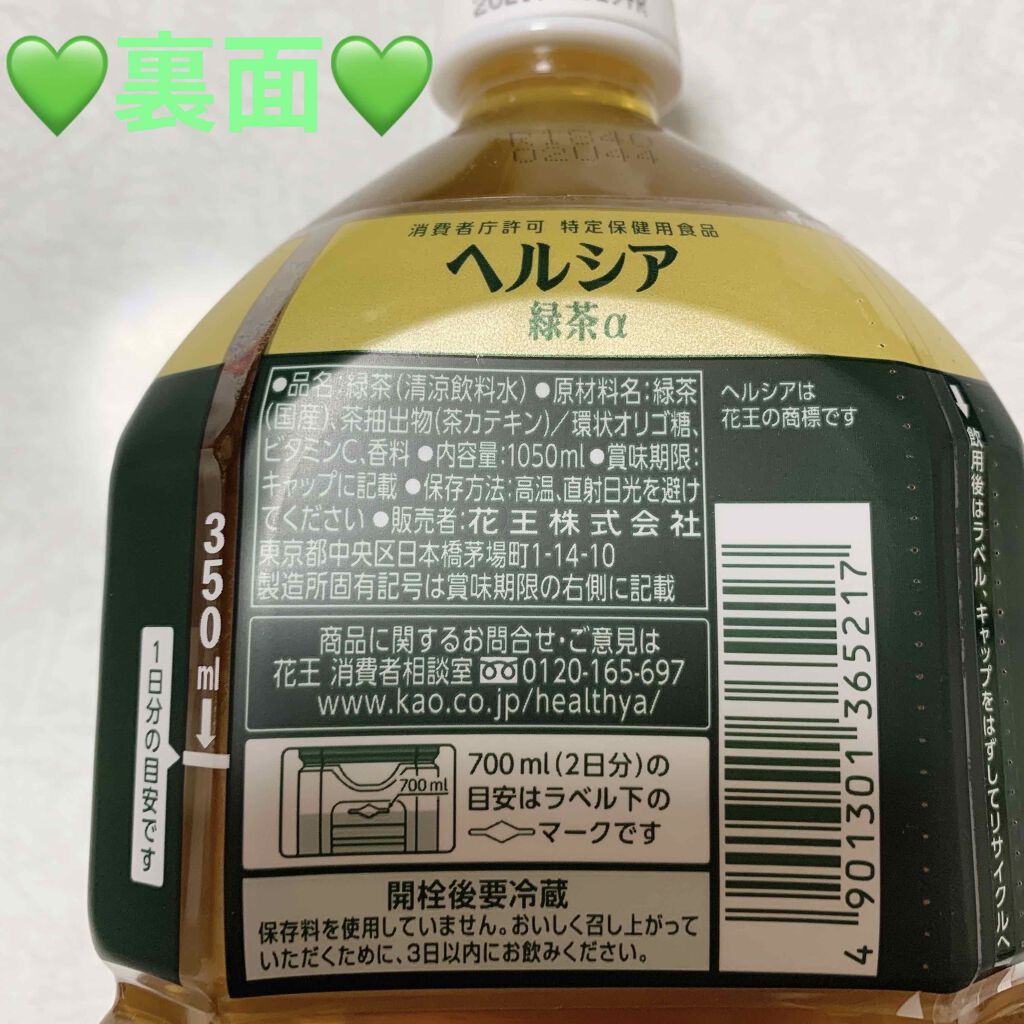 💚裏面💚
消費者庁許可 特定保健用食品
ヘルシア
緑茶α
●品名:緑茶(清涼飲料水) ●原材料名:緑茶
(国産)、茶抽出物(茶カテキン)/環状オリゴ糖、
ビタミンC、香料 ●内容量:1050ml ●賞味期限:
キャップに記載 ●保存方法:高温、直射日光を避け
てください ●販売者:花王株式会社
東京都中央区日本橋茅場町1-14-10
製造所固有記号は賞味期限の右側に記載
ヘルシアは
花王の商標です
350ml
1日分の目安です
商品に関するお問合せ・ご意見は
花王 消費者相談室 0120-165-697
www.kao.co.jp/healthya/
700ml
700ml(2日分)の
目安はラベル下の
マークです
開栓後要冷蔵
保存料を使用していません。おいしく召し上がって
いただくために、3日以内にお飲みください。
4901301365217
飲用後はラベル、キャップをはずしてリサイクルへ